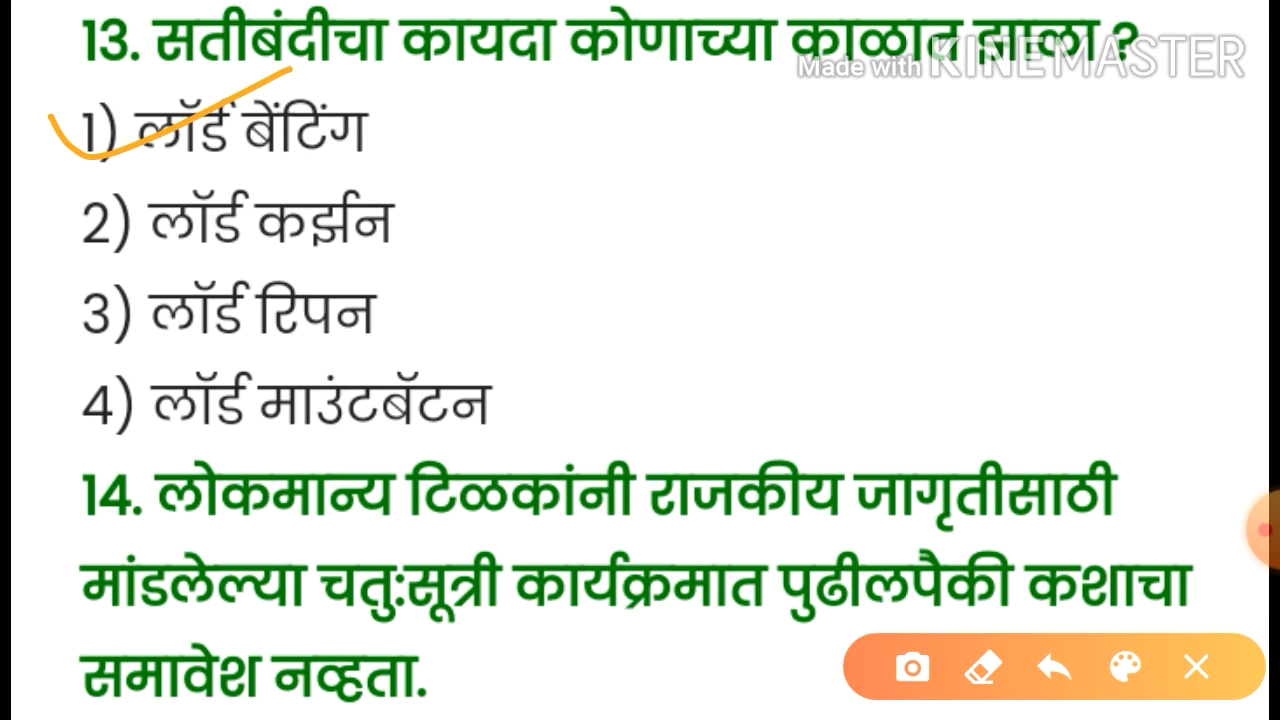 13. सतीबंदीचा कायदा कोणाच्या काळात झाला ?
Made with KINEMASTER
1) लॉर्ड बेंटिंग
2) लॉर्ड कर्झन
3) लॉर्ड रिपन
4) लॉर्ड माउंटबॅटन
14. लोकमान्य टिळकांनी राजकीय जागृतीसाठी
मांडलेल्या चतु:सूत्री कार्यक्रमात पुढीलपैकी कशाचा
समावेश नव्हता.